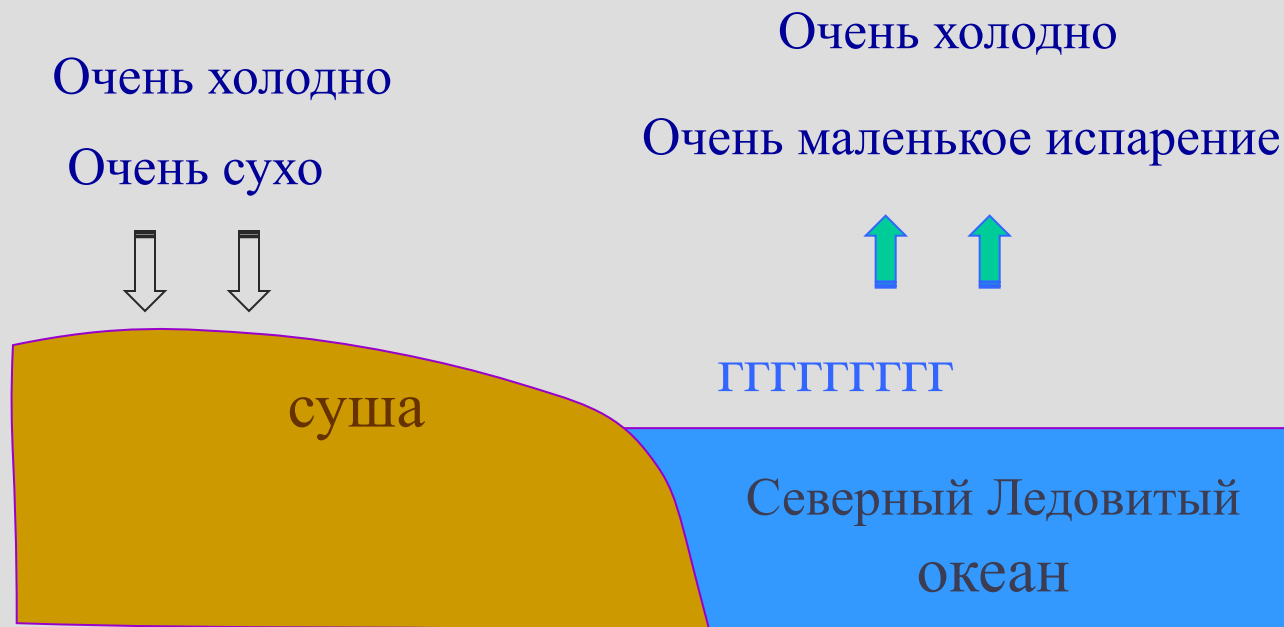 Очень холодно
Очень сухо
Очень холодно
Очень маленькое испарение
ГГГГГГГГГ
суша
Северный Ледовитый
океан